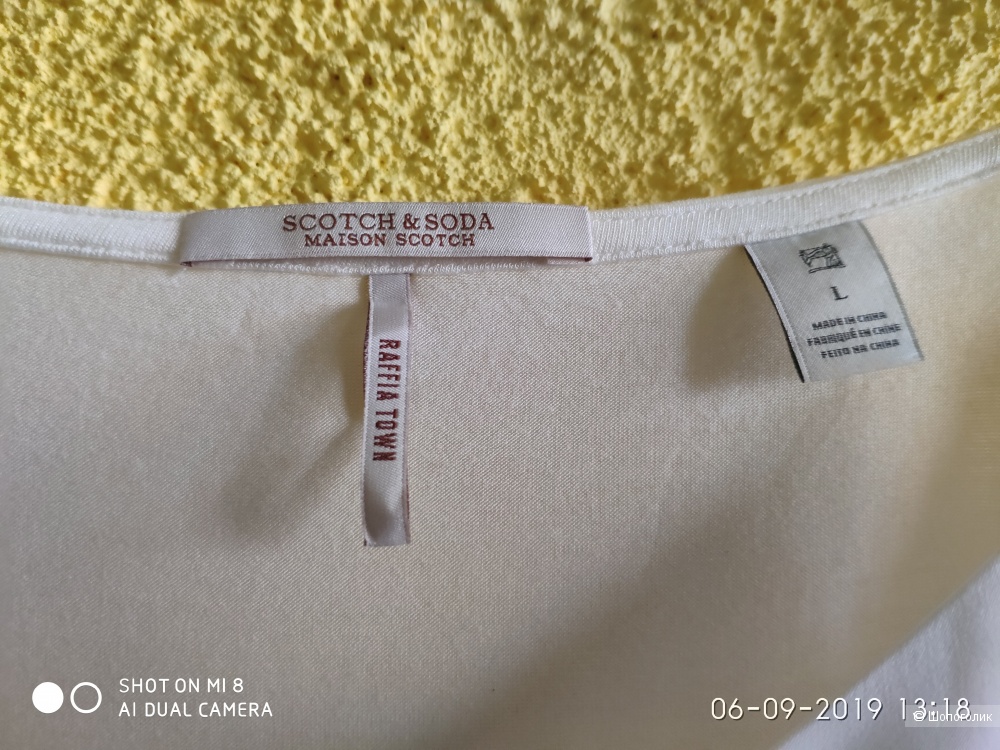 SCOTCH & SODA
MAISON SCOTCH
RAFFIA TOWN
L
MADE IN CHINA
FABRIQUÉ EN CHINE
FEITO NA CHINA
SHOT ON MI 8
AI DUAL CAMERA
06-09-2019 13:18
© Шопоголик